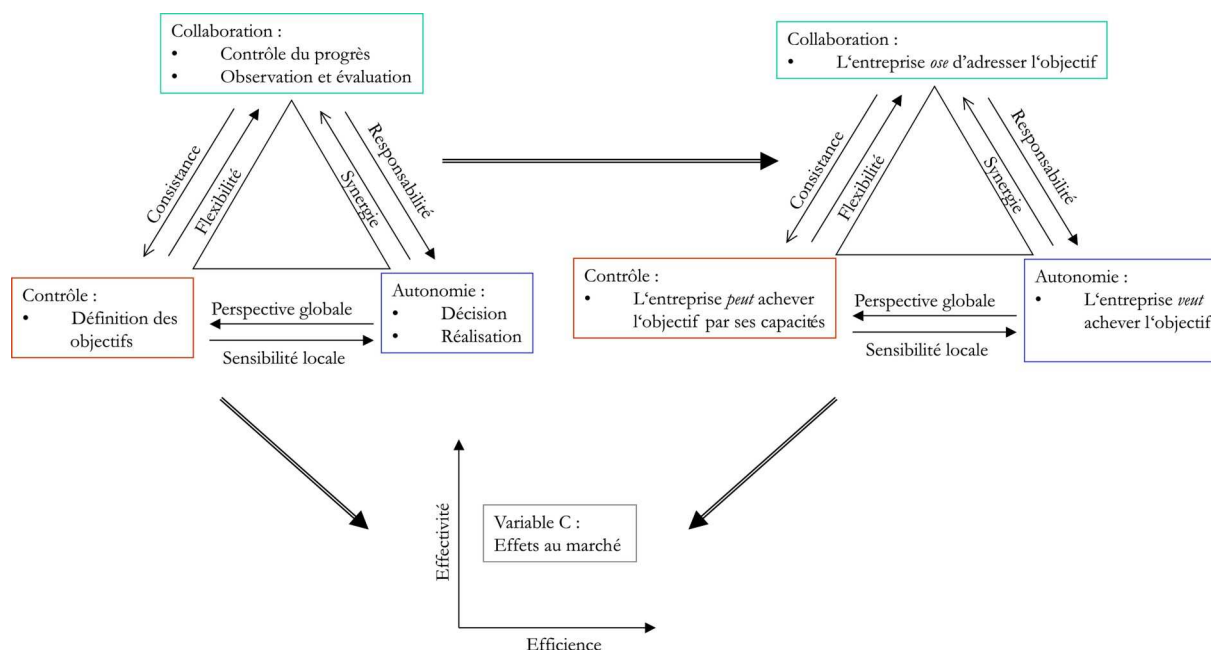 Collaboration :
• Contrôle du progrès
• Observation et évaluation
Consistance
Flexibilité
Synergie
Responsabilité
Contrôle :
• Définition des
objectifs
Perspective globale
Sensibilité locale
Autonomie :
• Décision
• Réalisation
Collaboration :
• L‘entreprise ose d‘adresser l‘objectif
Consistance
Flexibilité
Synergie
Responsabilité
Contrôle :
• L‘entreprise peut achever
l‘objectif par ses capacités
Perspective globale
Sensibilité locale
Autonomie :
• L‘entreprise veut
achever l‘objectif
Effectivité
Variable C :
Effets au marché
Efficience